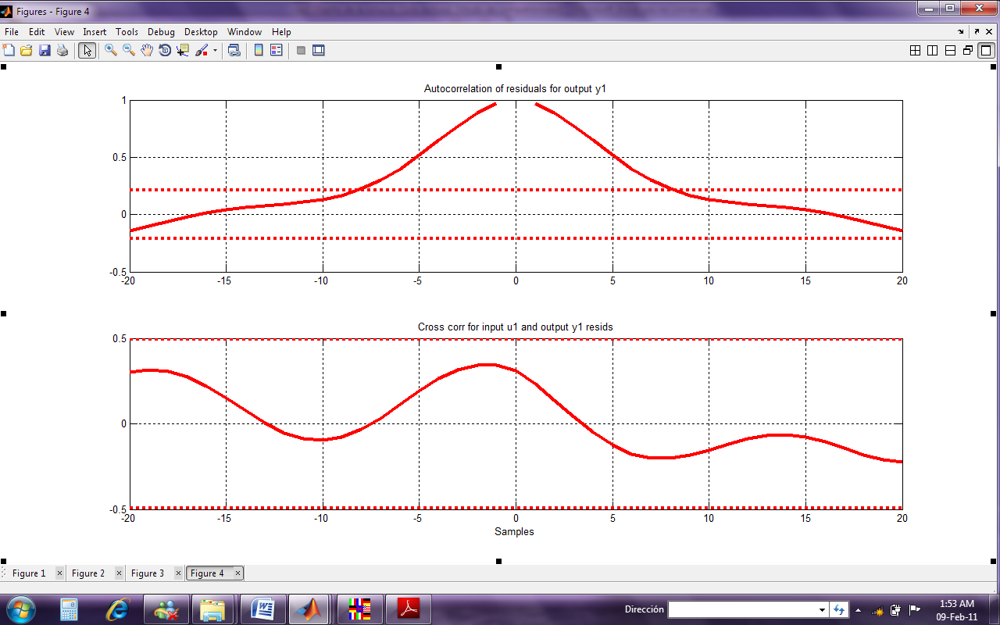 Figures - Figure 4
File Edit View Insert Tools Debug Desktop Window Help
Autocorrelation of residuals for output y1
1
0.5
0
-0.5
-20 -15 -10 -5 0 5 10 15 20
Cross corr for input u1 and output y1 resids
0.5
0
-0.5
-20 -15 -10 -5 0 5 10 15 20
Samples
Figure 1 Figure 2 Figure 3 Figure 4
Dirección
1:53 AM
09-Feb-11